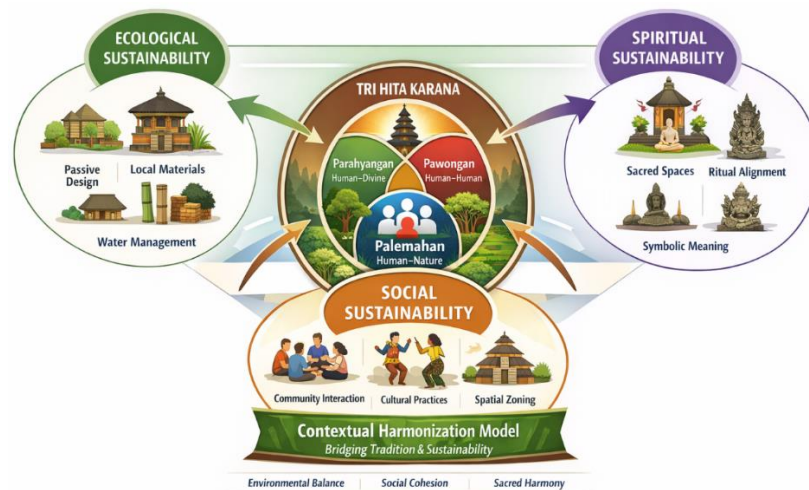 ECOLOGICAL
SUSTAINABILITY
Passive
Design
Local Materials
Water Management
TRI HITA KARANA
Parahyangan
Human–Divine
Pawongan
Human–Human
Palemahan
Human–Nature
SPIRITUAL
SUSTAINABILITY
Sacred Spaces
Ritual Alignment
Symbolic Meaning
SOCIAL
SUSTAINABILITY
Community Interaction
Cultural Practices
Spatial Zoning
Contextual Harmonization Model
Bridging Tradition & Sustainability
Environmental Balance
Social Cohesion
Sacred Harmony